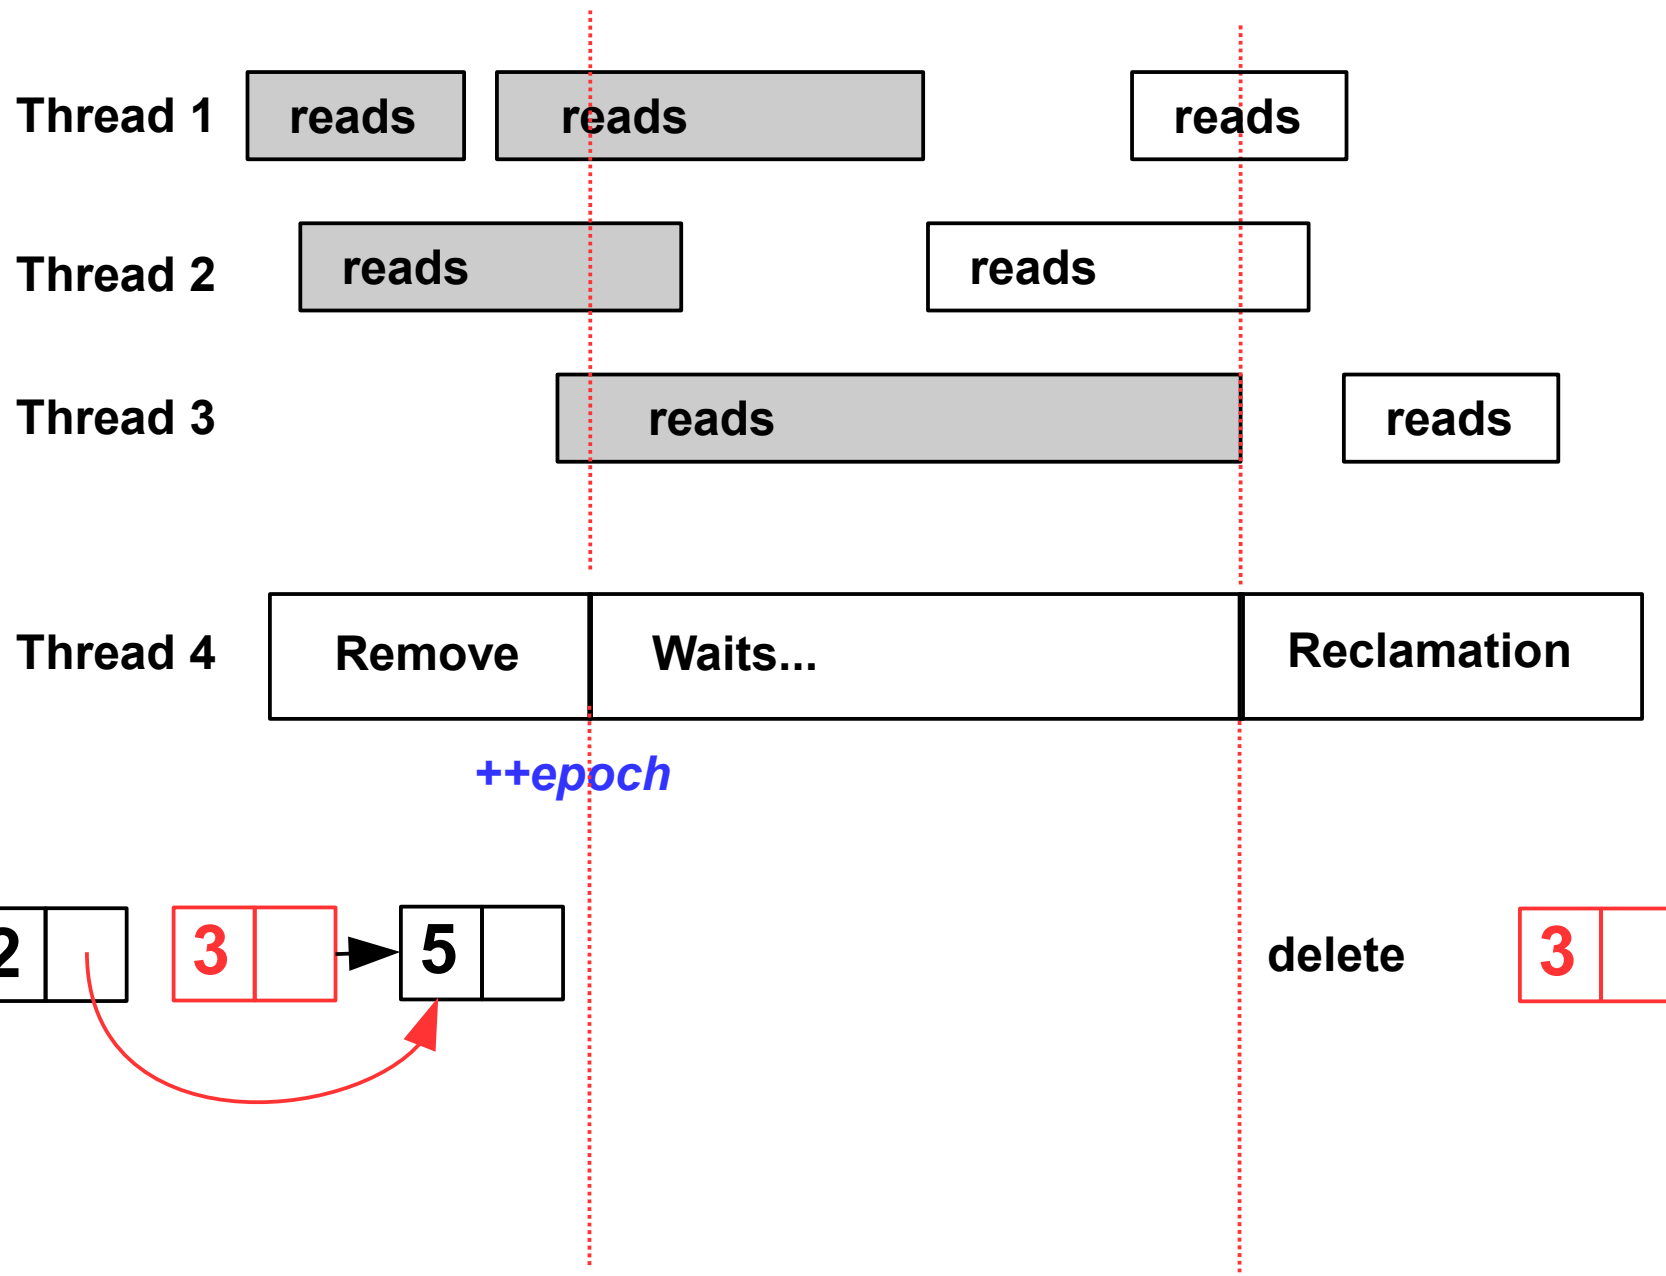 Thread 1 reads reads reads
Thread 2 reads reads
Thread 3 reads reads
Thread 4 Remove Waits... Reclamation
++epoch
2 3 5 delete 3